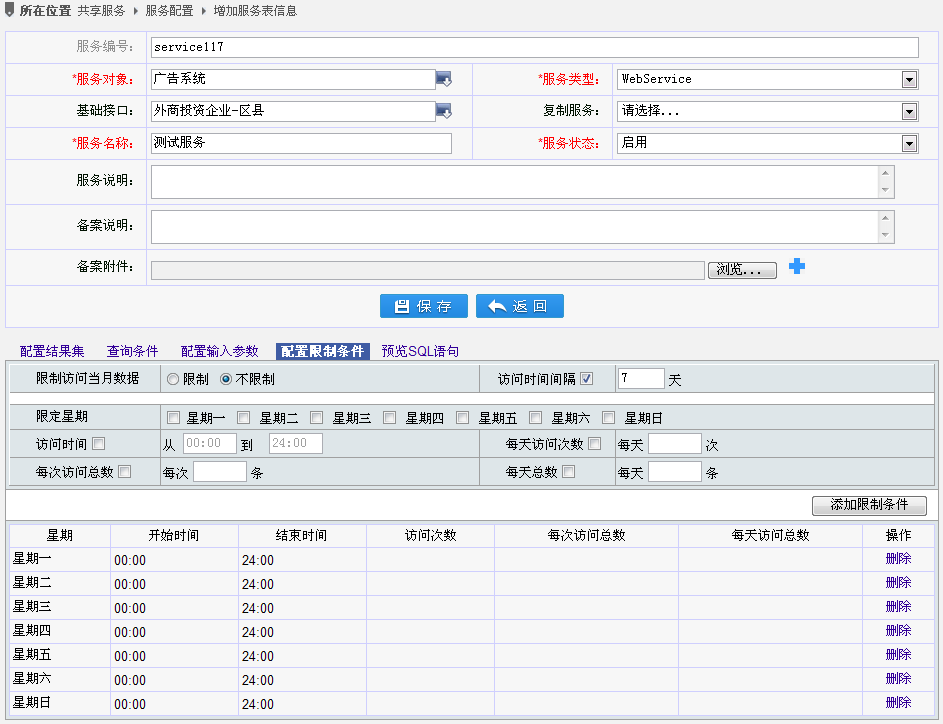 所在位置 共享服务 服务配置 增加服务表信息
服务编号: service117
*服务对象: 广告系统 *服务类型: WebService
基础接口: 外商投资企业-区县 复制服务: 请选择...
*服务名称: 测试服务 *服务状态: 启用
服务说明:
备案说明:
备案附件: 浏览...
保存 返回
配置结果集 查询条件 配置输入参数 配置限制条件 预览SQL语句
限制访问当月数据 限制 不限制 访问时间间隔 7 天
限定星期 星期一 星期二 星期三 星期四 星期五 星期六 星期日
访问时间 从 00:00 到 24:00 每天访问次数 每天 次
每次访问总数 每次 条 每天总数 每天 条
添加限制条件
星期 开始时间 结束时间 访问次数 每次访问总数 每天访问总数 操作
星期一 00:00 24:00 删除
星期二 00:00 24:00 删除
星期三 00:00 24:00 删除
星期四 00:00 24:00 删除
星期五 00:00 24:00 删除
星期六 00:00 24:00 删除
星期日 00:00 24:00 删除